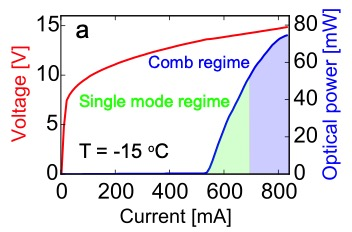 a
15
10
5
0
Voltage [V]
Comb regime
Single mode regime
T = -15 °C
80
60
40
20
0
Optical power [mW]
0
200
400
600
800
Current [mA]